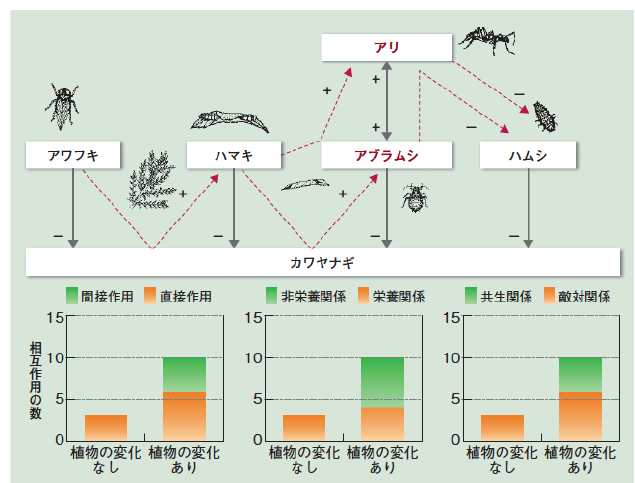 アリ
+
+
+
−
−
アワフキ
ハマキ
アブラムシ
ハムシ
+
+
−
−
−
−
カワヤナギ
間接作用 直接作用
非栄養関係 栄養関係
共生関係 敵対関係
相互作用の数
15
10
5
0
植物の変化 植物の変化
なし あり
15
10
5
0
植物の変化 植物の変化
なし あり
15
10
5
0
植物の変化 植物の変化
なし あり